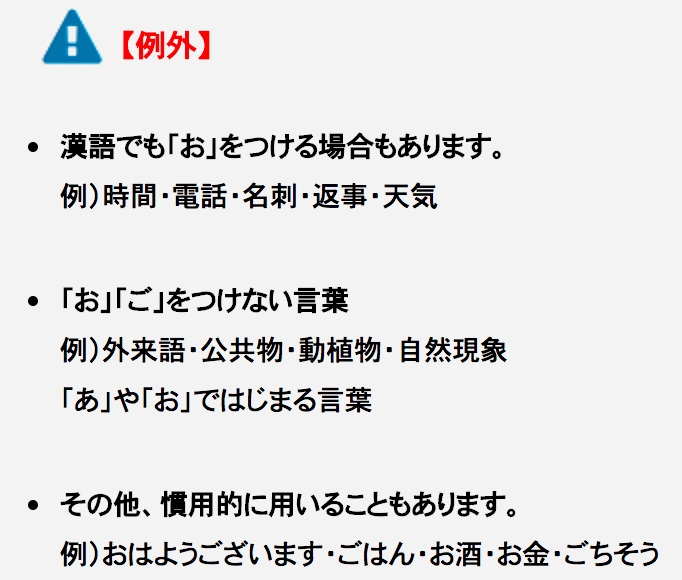 【例外】
• 漢語でも「お」をつける場合もあります。
例）時間・電話・名刺・返事・天気
• 「お」「ご」をつけない言葉
例）外来語・公共物・動植物・自然現象
「あ」や「お」ではじまる言葉
• その他、慣用的に用いることもあります。
例）おはようございます・ごはん・お酒・お金・ごちそう